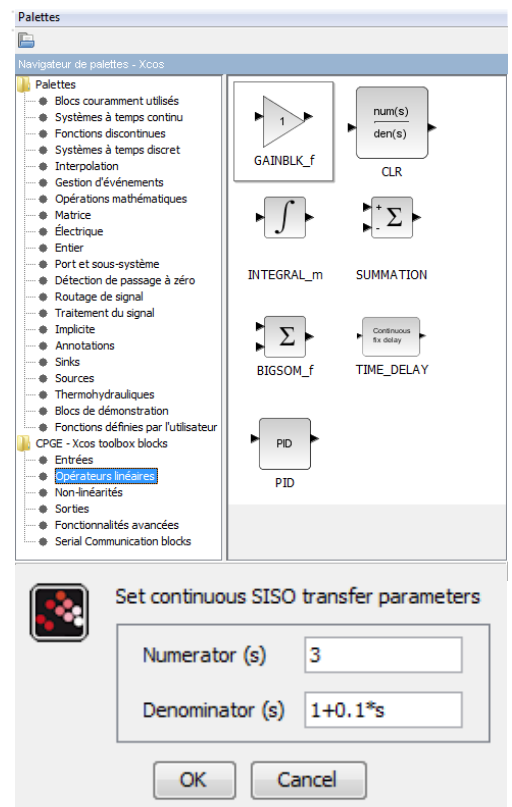 Palettes
Navigateur de palettes - Xcos
Palettes
Blocs couramment utilisés
Systèmes à temps continu
Fonctions discontinues
Systèmes à temps discret
Interpolation
Gestion d'événements
Opérations mathématiques
Matrice
Électrique
Entier
Port et sous-système
Détection de passage à zéro
Routage de signal
Traitement du signal
Implicite
Annotations
Sinks
Sources
Thermohydrauliques
Blocs de démonstration
Fonctions définies par l'utilisateur
CPGE - Xcos toolbox blocks
Entrées
Opérateurs linéaires
Non-linéarités
Sorties
Fonctionnalités avancées
Serial Communication blocks
1
GAINBLK_f
num(s)
den(s)
CLR
∫
INTEGRAL_m
+
-
Σ
SUMMATION
Σ
BIGSOM_f
Continuous
fix delay
TIME_DELAY
PID
PID
Set continuous SISO transfer parameters
Numerator (s) 3
Denominator (s) 1+0.1*s
OK Cancel